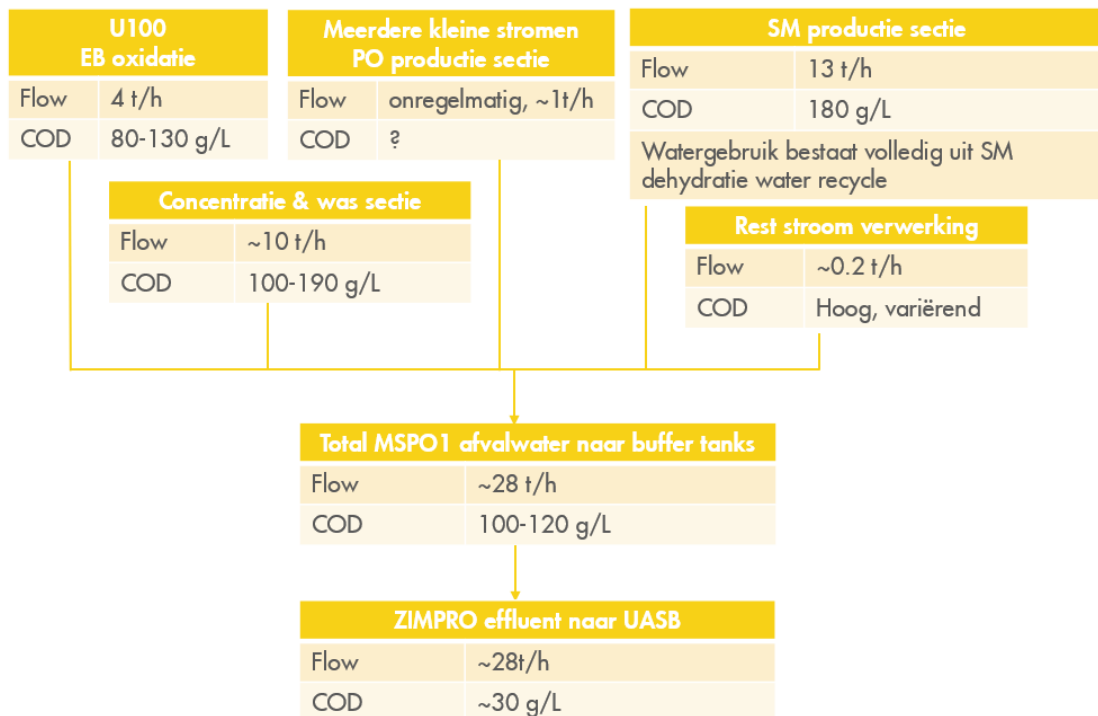 U100
EB oxidatie
Flow 4 t/h
COD 80-130 g/L
Meerdere kleine stromen
PO productie sectie
Flow onregelmatig, ~1t/h
COD ?
SM productie sectie
Flow 13 t/h
COD 180 g/L
Watergebruik bestaat volledig uit SM
dehydratie water recycle
Concentratie & was sectie
Flow ~10 t/h
COD 100-190 g/L
Rest stroom verwerking
Flow ~0.2 t/h
COD Hoog, variërend
Total MSPO1 afvalwater naar buffer tanks
Flow ~28 t/h
COD 100-120 g/L
ZIMPRO effluent naar UASB
Flow ~28t/h
COD ~30 g/L